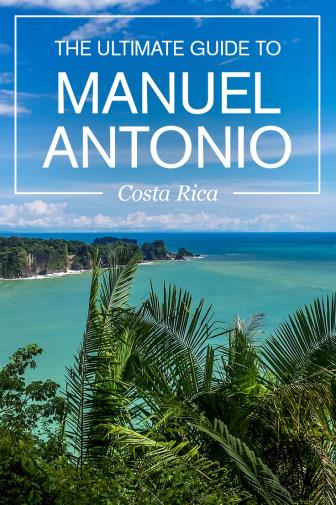 THE ULTIMATE GUIDE TO
MANUEL
ANTONIO
Costa Rica